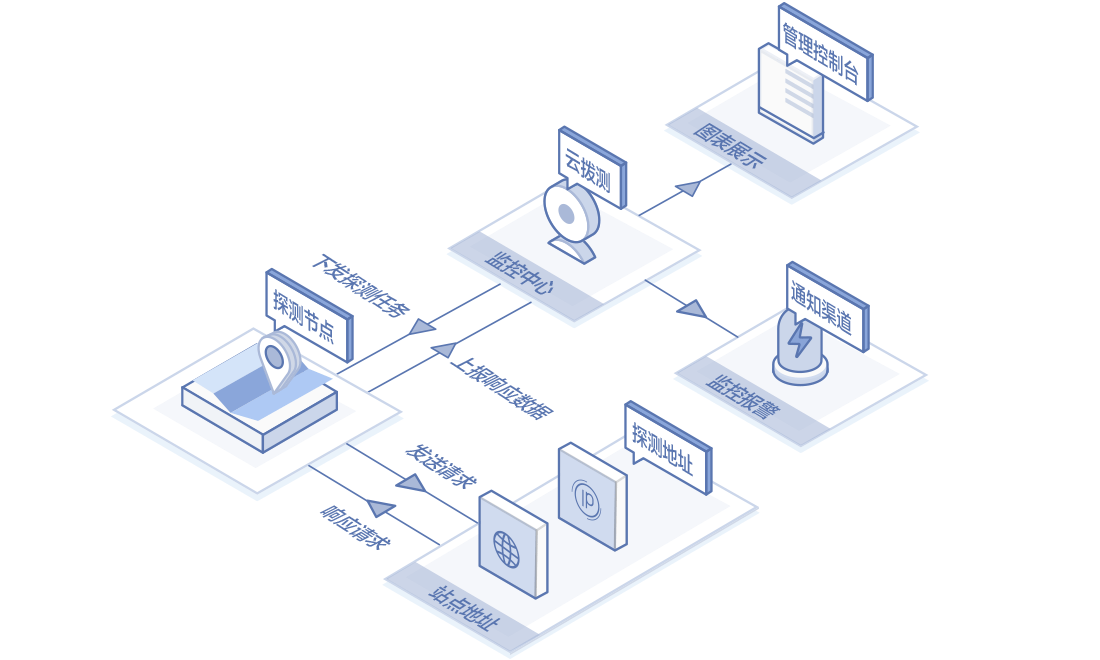 管理控制台
图表展示
云拨测
监控中心
下发探测任务
探测节点
通知渠道
上报响应数据
监控报警
探测地址
发送请求
响应请求
站点地址
IP